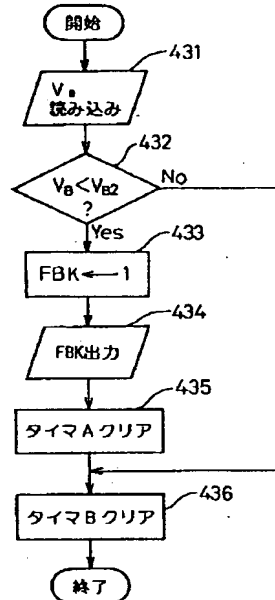 開始
431
V_B
読み込み
432
V_B<V_B2
?
No
Yes
433
FBK←1
434
FBK出力
435
タイマAクリア
436
タイマBクリア
終了